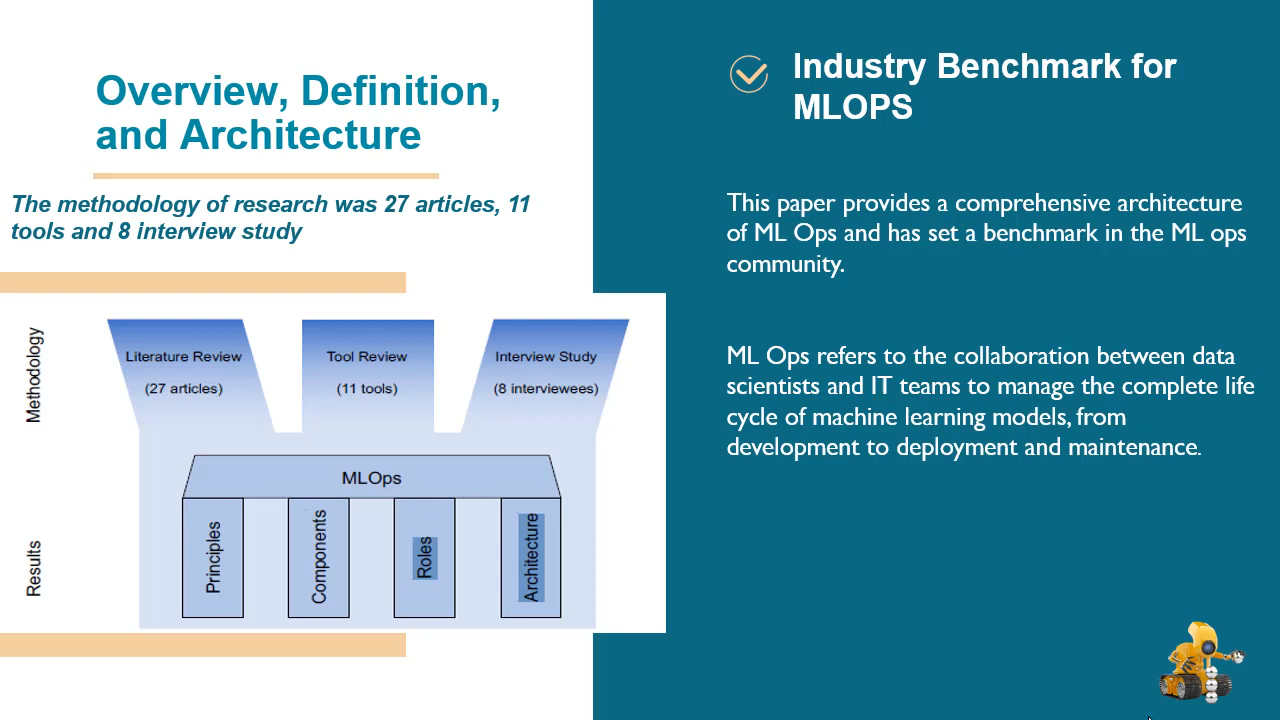 Overview, Definition,
and Architecture
The methodology of research was 27 articles, 11
tools and 8 interview study
Methodology
Literature Review
(27 articles)
Tool Review
(11 tools)
Interview Study
(8 interviewees)
Results
MLOps
Principles
Components
Roles
Architecture
Industry Benchmark for
MLOPS
This paper provides a comprehensive architecture
of ML Ops and has set a benchmark in the ML ops
community.
ML Ops refers to the collaboration between data
scientists and IT teams to manage the complete life
cycle of machine learning models, from
development to deployment and maintenance.